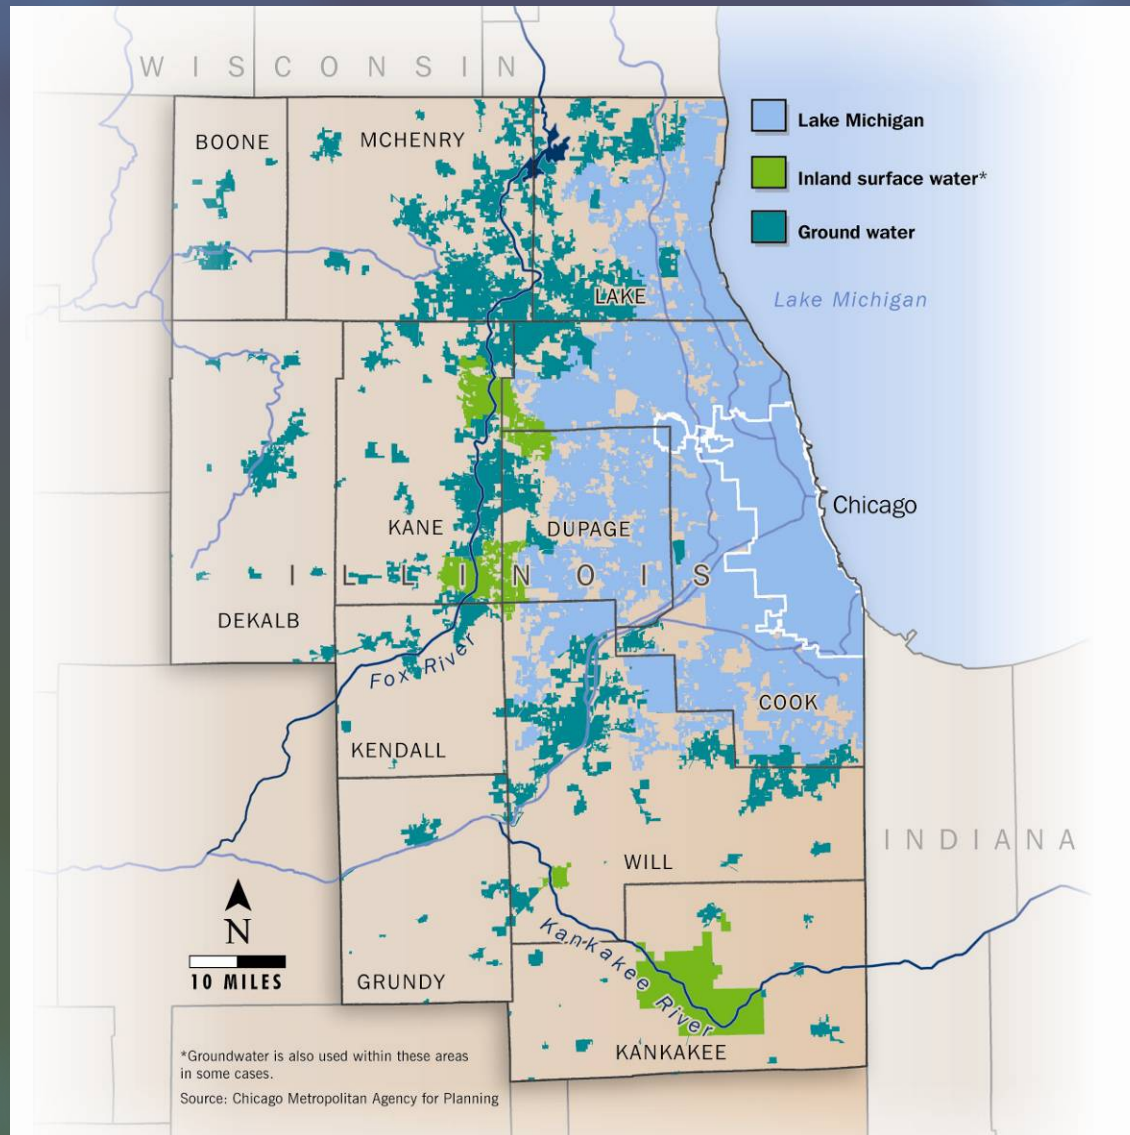 WISCONSIN
BOONE
MCHENRY
Lake Michigan
Inland surface water*
Ground water
LAKE
Lake Michigan
Chicago
KANE
DUPAGE
ILLINOIS
DEKALB
Fox River
COOK
KENDALL
INDIANA
WILL
N
10 MILES
Kankakee River
GRUNDY
KANKAKEE
*Groundwater is also used within these areas
in some cases.
Source: Chicago Metropolitan Agency for Planning